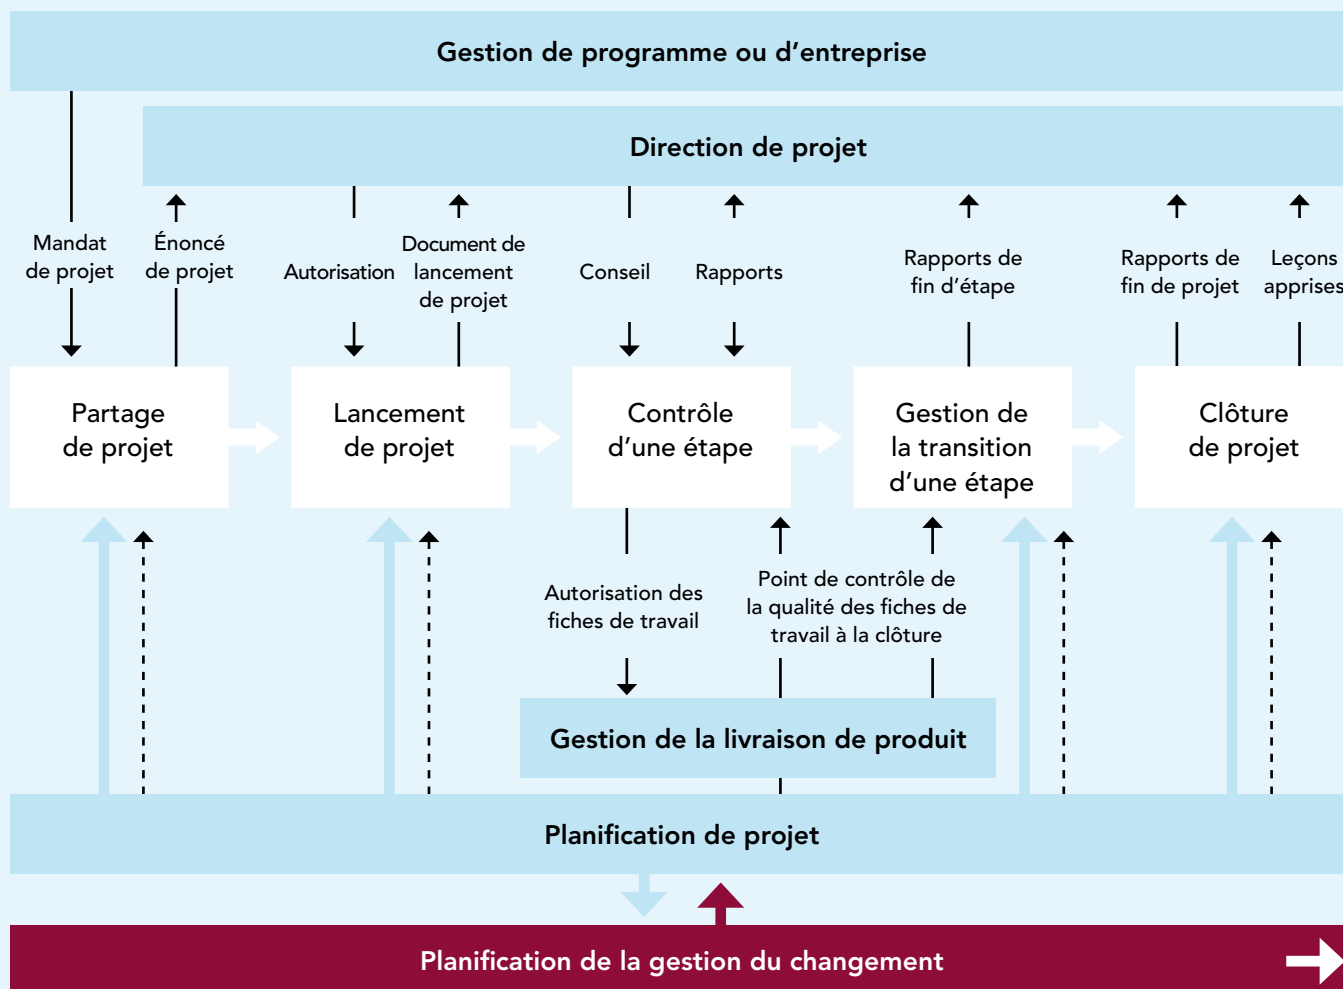 Gestion de programme ou d’entreprise
Direction de projet
Mandat
de projet
Énoncé
de projet
Autorisation
Document de
lancement
de projet
Conseil
Rapports
Rapports de
fin d’étape
Rapports de
fin de projet
Leçons
apprises
Partage
de projet
Lancement
de projet
Contrôle
d’une étape
Gestion de
la transition
d’une étape
Clôture
de projet
Autorisation des
fiches de travail
Point de contrôle de
la qualité des fiches de
travail à la clôture
Gestion de la livraison de produit
Planification de projet
Planification de la gestion du changement